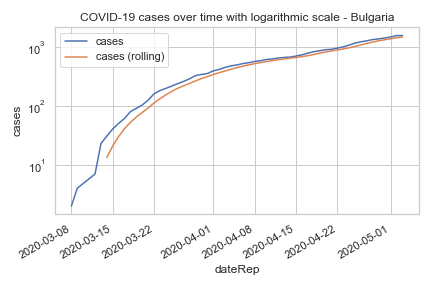 COVID-19 cases over time with logarithmic scale - Bulgaria
cases
cases (rolling)
10³
10²
10¹
cases
2020-03-08
2020-03-15
2020-03-22
2020-04-01
2020-04-08
2020-04-15
2020-04-22
2020-05-01
dateRep